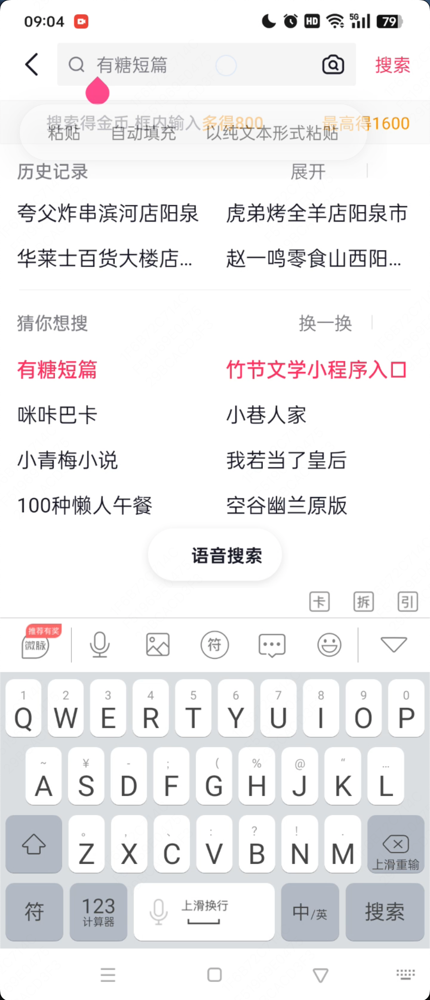 09:04 HD 5G 79
有糖短篇 搜索
搜索得金币 框内输入多得800 最高得1600
粘贴 自动填充 以纯文本形式粘贴
历史记录 展开
夸父炸串滨河店阳泉 虎弟烤全羊店阳泉市
华莱士百货大楼店... 赵一鸣零食山西阳...
猜你想搜 换一换
有糖短篇 竹节文学小程序入口
咪咔巴卡 小巷人家
小青梅小说 我若当了皇后
100种懒人午餐 空谷幽兰原版
语音搜索
卡 拆 引
推荐有奖
微脉 符
1 2 3 4 5 6 7 8 9 0
Q W E R T Y U I O P
~ ¥ - ; ( % @ “ ...
A S D F G H J K L
。 , 、 : ? ! .
Z X C V B N M
上滑重输
符 123 计算器 上滑换行 中/英 搜索